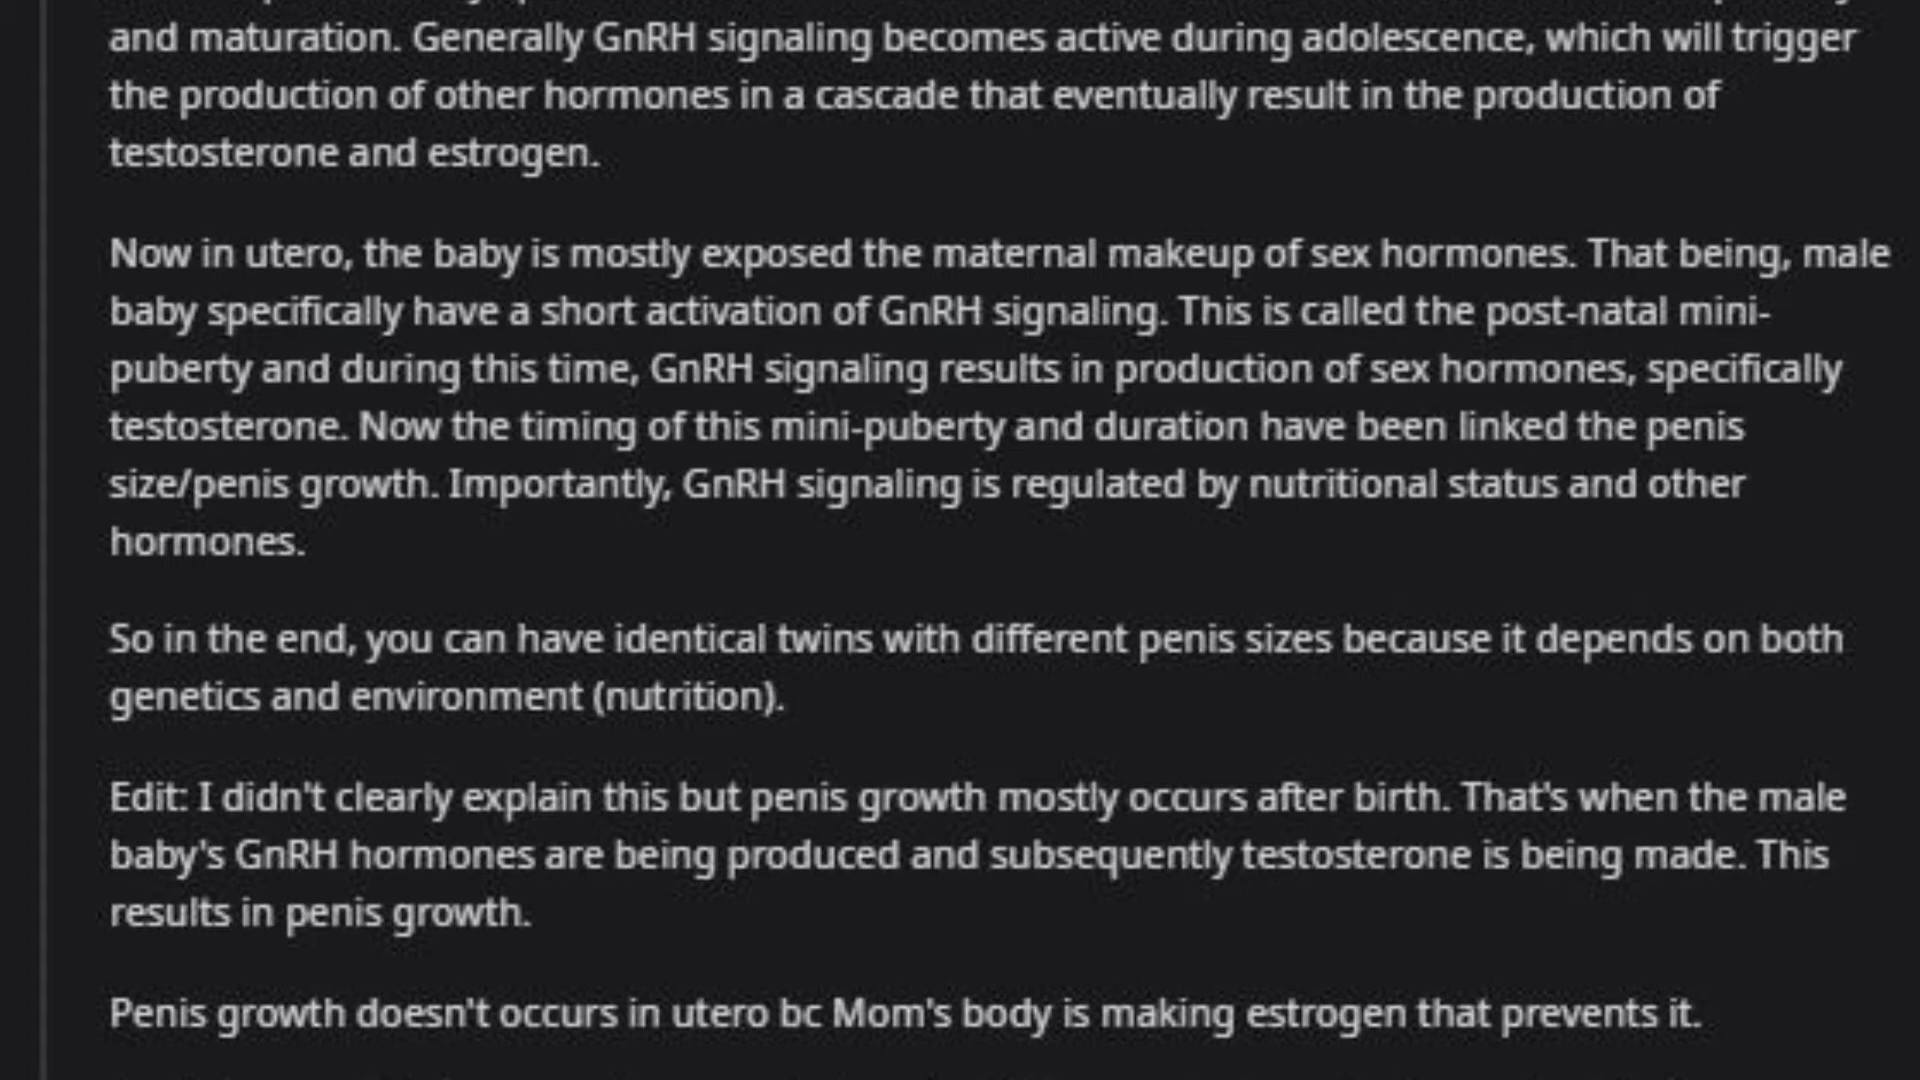 and maturation. Generally GnRH signaling becomes active during adolescence, which will trigger
the production of other hormones in a cascade that eventually result in the production of
testosterone and estrogen.
Now in utero, the baby is mostly exposed the maternal makeup of sex hormones. That being, male
baby specifically have a short activation of GnRH signaling. This is called the post-natal mini-
puberty and during this time, GnRH signaling results in production of sex hormones, specifically
testosterone. Now the timing of this mini-puberty and duration have been linked the penis
size/penis growth. Importantly, GnRH signaling is regulated by nutritional status and other
hormones.
So in the end, you can have identical twins with different penis sizes because it depends on both
genetics and environment (nutrition).
Edit: I didn't clearly explain this but penis growth mostly occurs after birth. That's when the male
baby's GnRH hormones are being produced and subsequently testosterone is being made. This
results in penis growth.
Penis growth doesn't occurs in utero bc Mom's body is making estrogen that prevents it.